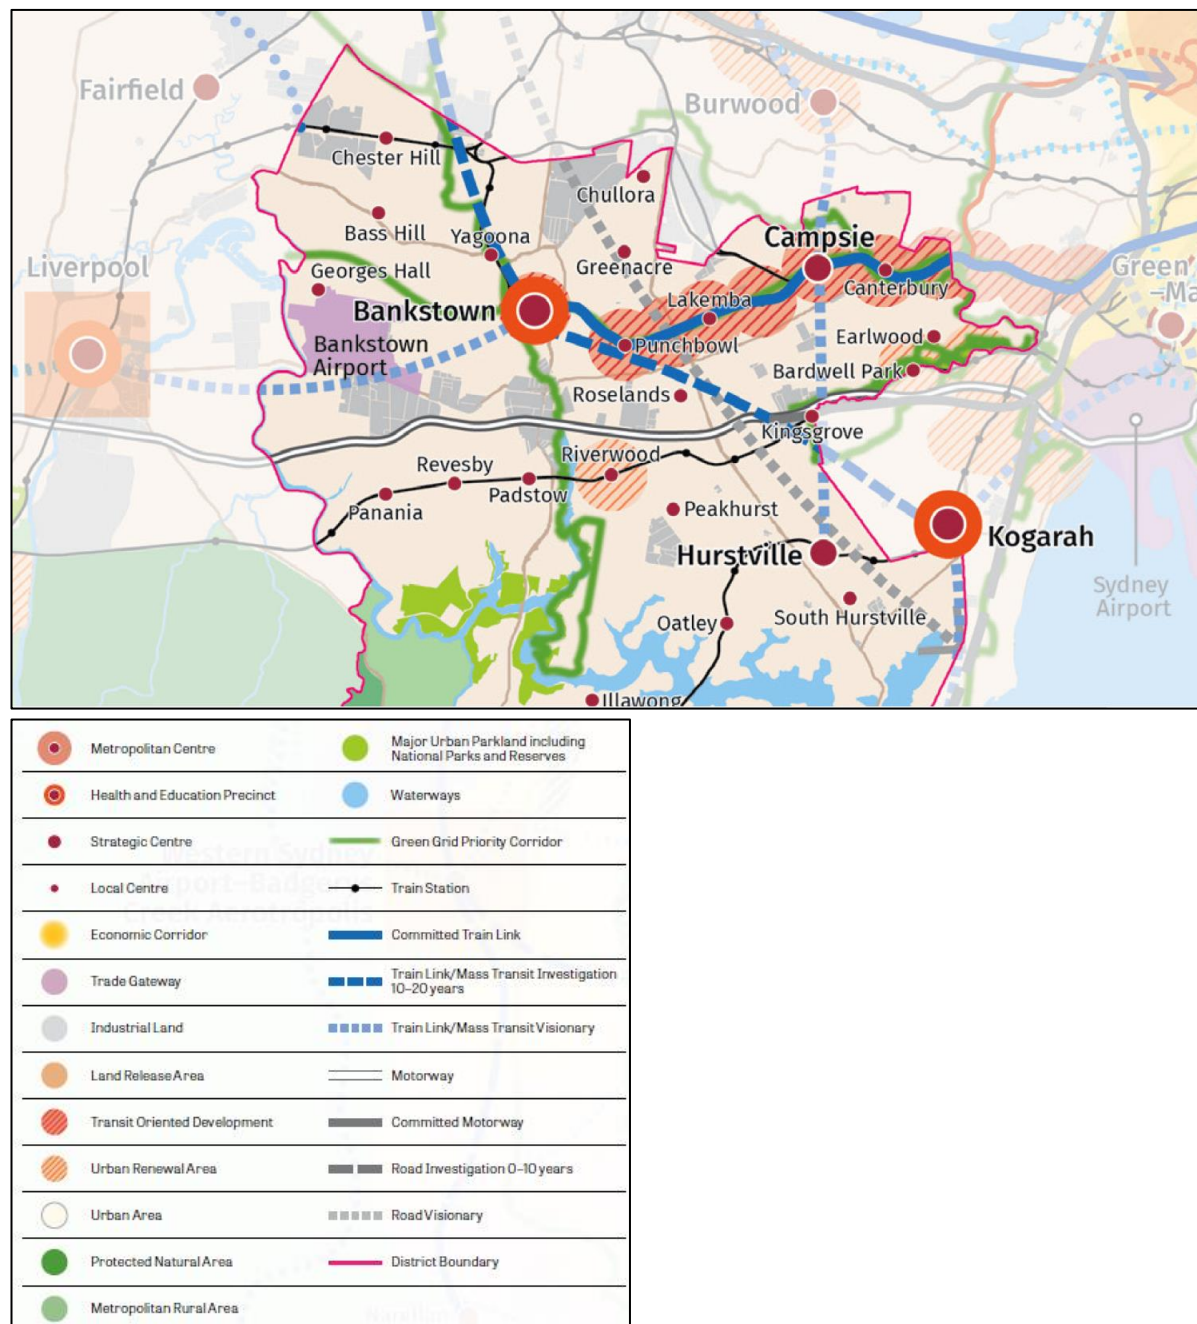 Fairfield
Burwood
Chester Hill
Chullora
Bass Hill
Yagoona
Campsie
Liverpool
Georges Hall
Greenacre
Green
–Ma
Lakemba
Canterbury
Bankstown
Bankstown
Airport
Punchbowl
Earlwood
Bardwell Park
Roselands
Kingsgrove
Revesby
Riverwood
Panania
Padstow
Peakhurst
Kogarah
Hurstville
Sydney
Airport
Oatley
South Hurstville
Illawong
Metropolitan Centre
Major Urban Parkland including
National Parks and Reserves
Health and Education Precinct
Waterways
Strategic Centre
Green Grid Priority Corridor
Western Sydney
Airport–Badgerys
Creek Aerotropolis
Local Centre
Train Station
Economic Corridor
Committed Train Link
Trade Gateway
Train Link/Mass Transit Investigation
10–20 years
Industrial Land
Train Link/Mass Transit Visionary
Land Release Area
Motorway
Transit Oriented Development
Committed Motorway
Urban Renewal Area
Road Investigation 0–10 years
Urban Area
Road Visionary
Protected Natural Area
District Boundary
Metropolitan Rural Area